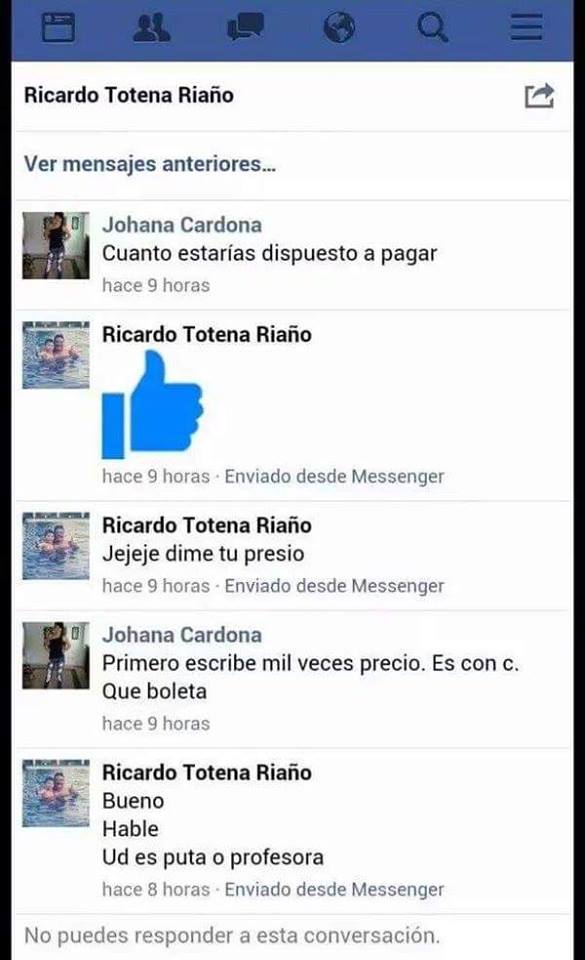 Ricardo Totena Riaño
Ver mensajes anteriores...
Johana Cardona
Cuanto estarías dispuesto a pagar
hace 9 horas
Ricardo Totena Riaño
hace 9 horas · Enviado desde Messenger
Ricardo Totena Riaño
Jejeje dime tu presio
hace 9 horas · Enviado desde Messenger
Johana Cardona
Primero escribe mil veces precio. Es con c.
Que boleta
hace 9 horas
Ricardo Totena Riaño
Bueno
Hable
Ud es puta o profesora
hace 8 horas · Enviado desde Messenger
No puedes responder a esta conversación.